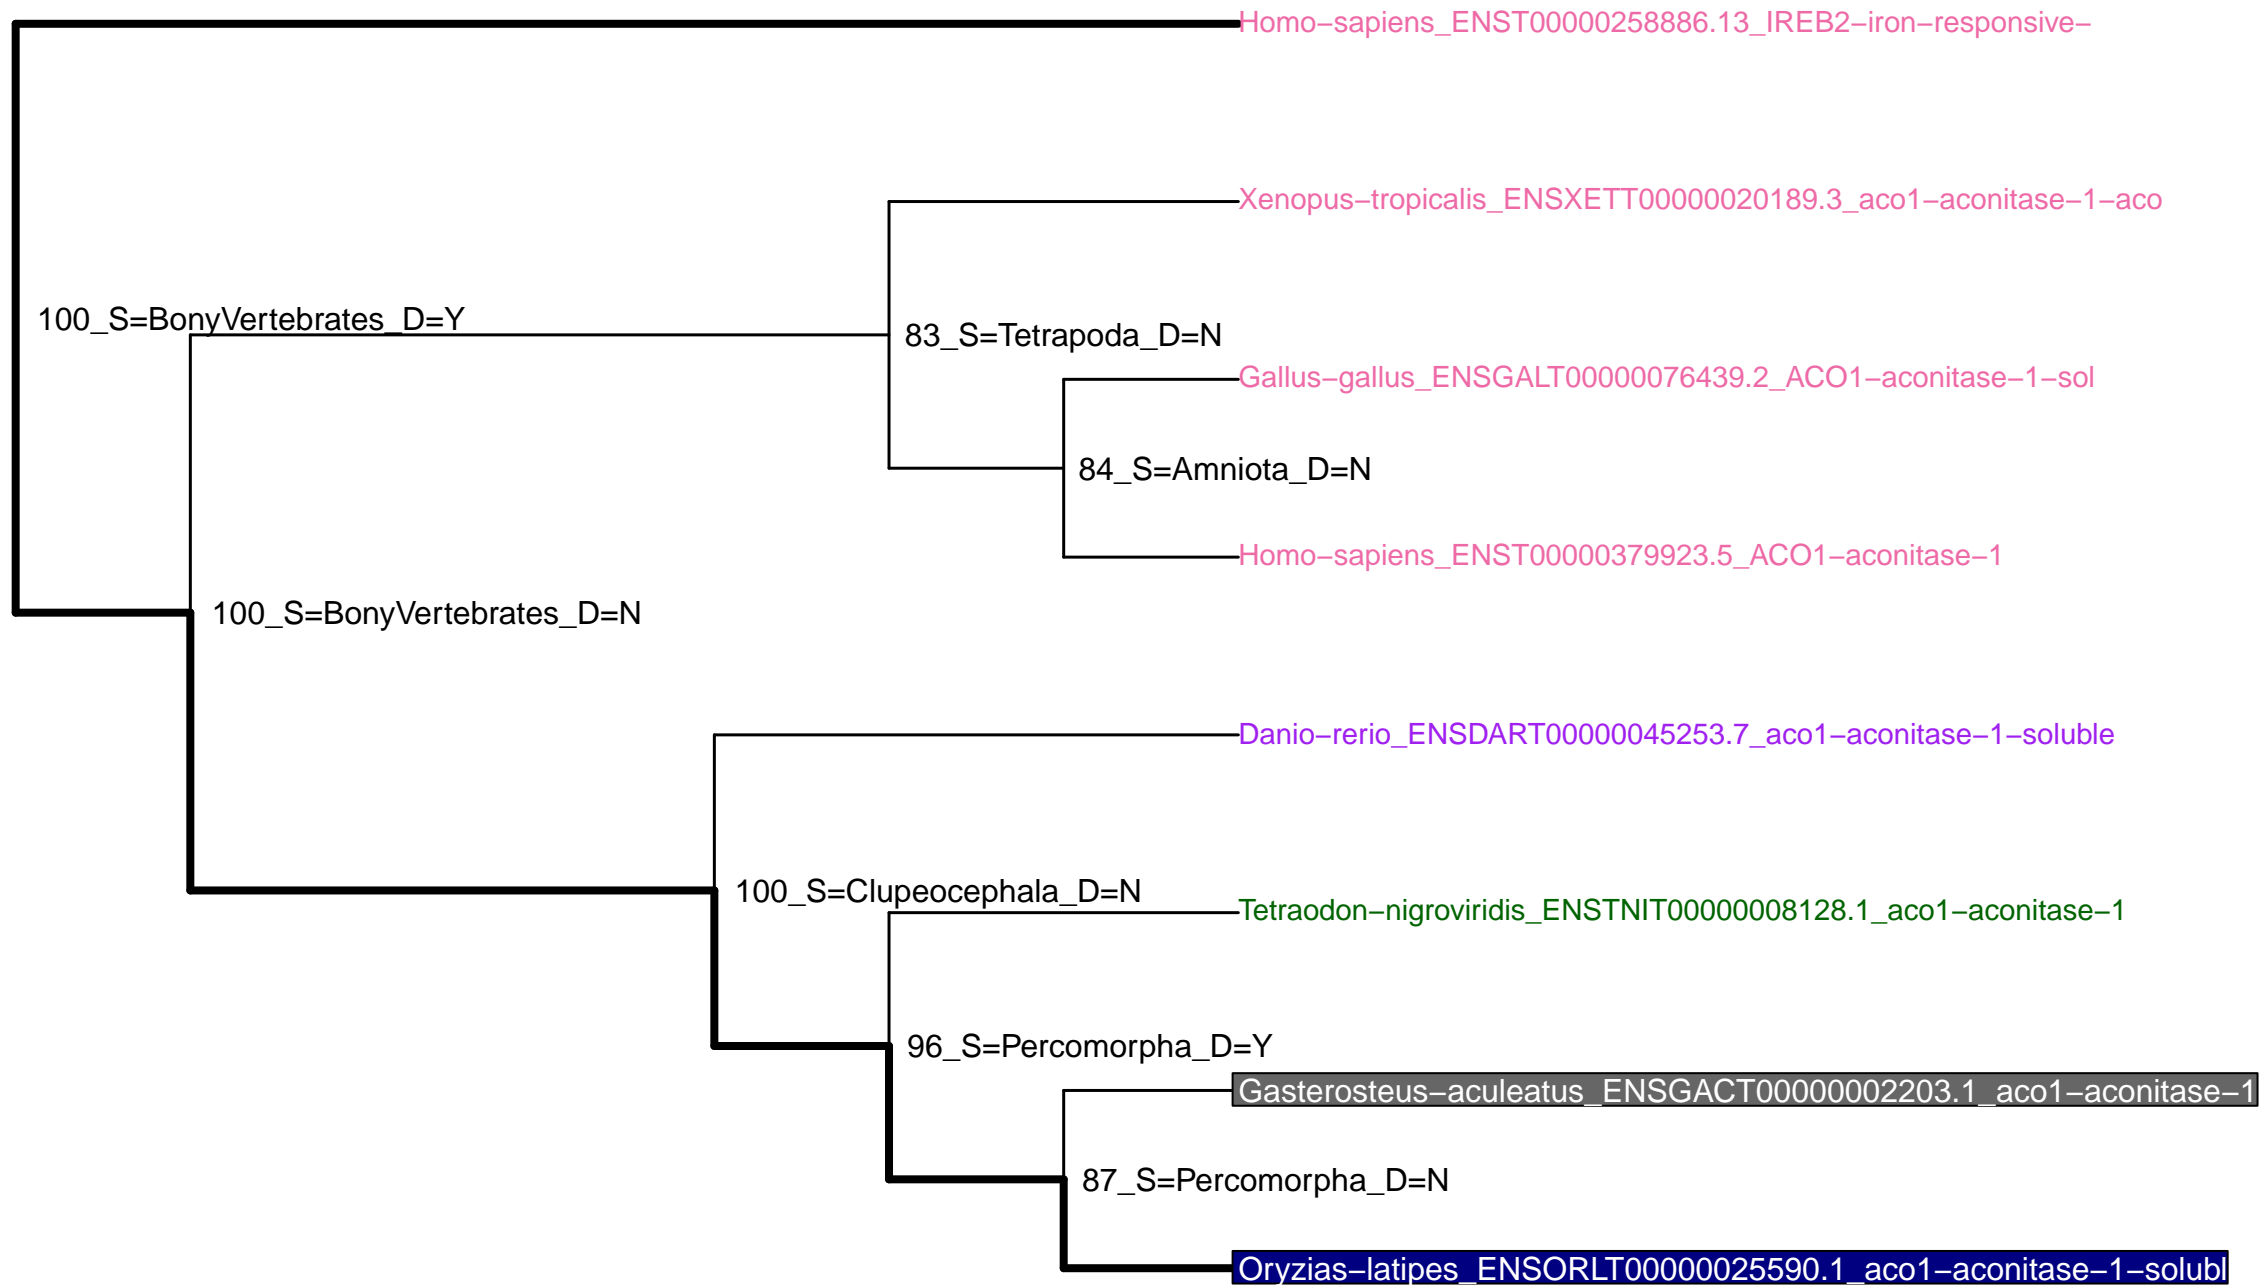 Homo−sapiens_ENST00000258886.13_IREB2−iron−responsive−
Xenopus−tropicalis_ENSXETT00000020189.3_aco1−aconitase−1−aco
100_S=BonyVertebrates_D=Y
83_S=Tetrapoda_D=N
Gallus−gallus_ENSGALT00000076439.2_ACO1−aconitase−1−sol
84_S=Amniota_D=N
Homo−sapiens_ENST00000379923.5_ACO1−aconitase−1
100_S=BonyVertebrates_D=N
Danio−rerio_ENSDART00000045253.7_aco1−aconitase−1−soluble
100_S=Clupeocephala_D=N
Tetraodon−nigroviridis_ENSTNIT00000008128.1_aco1−aconitase−1
96_S=Percomorpha_D=Y
Gasterosteus−aculeatus_ENSGACT00000002203.1_aco1−aconitase−1
87_S=Percomorpha_D=N
Oryzias−latipes_ENSORLT00000025590.1_aco1−aconitase−1−solubl